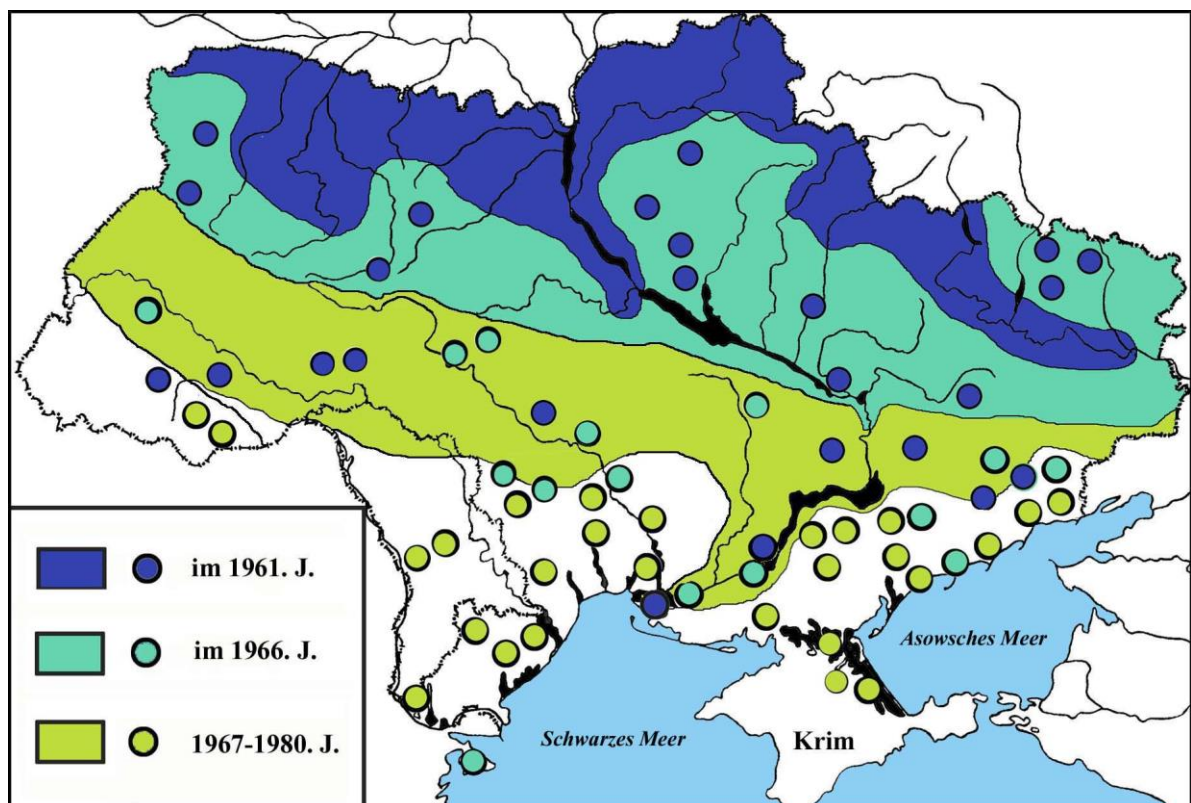 im 1961. J.
im 1966. J.
1967-1980. J.
Schwarzes Meer
Krim
Asowsches Meer